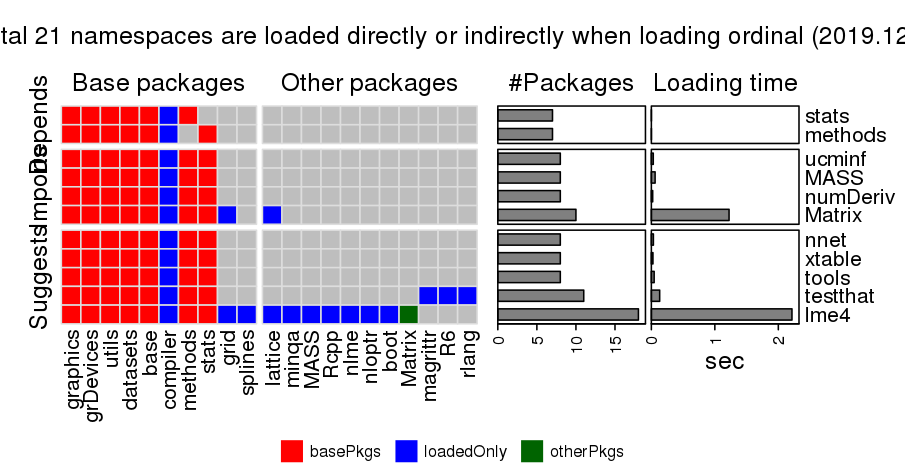 tal 21 namespaces are loaded directly or indirectly when loading ordinal (2019.12
Base packages
Other packages
#Packages
Loading time
Depends
Imports
Suggests
stats
methods
ucminf
MASS
numDeriv
Matrix
nnet
xtable
tools
testthat
lme4
graphics
grDevices
utils
datasets
base
compiler
methods
stats
grid
splines
lattice
minqa
MASS
Rcpp
nlme
nloptr
boot
Matrix
magrittr
R6
rlang
0 5 10 15
0 1 2
sec
basePkgs loadedOnly otherPkgs